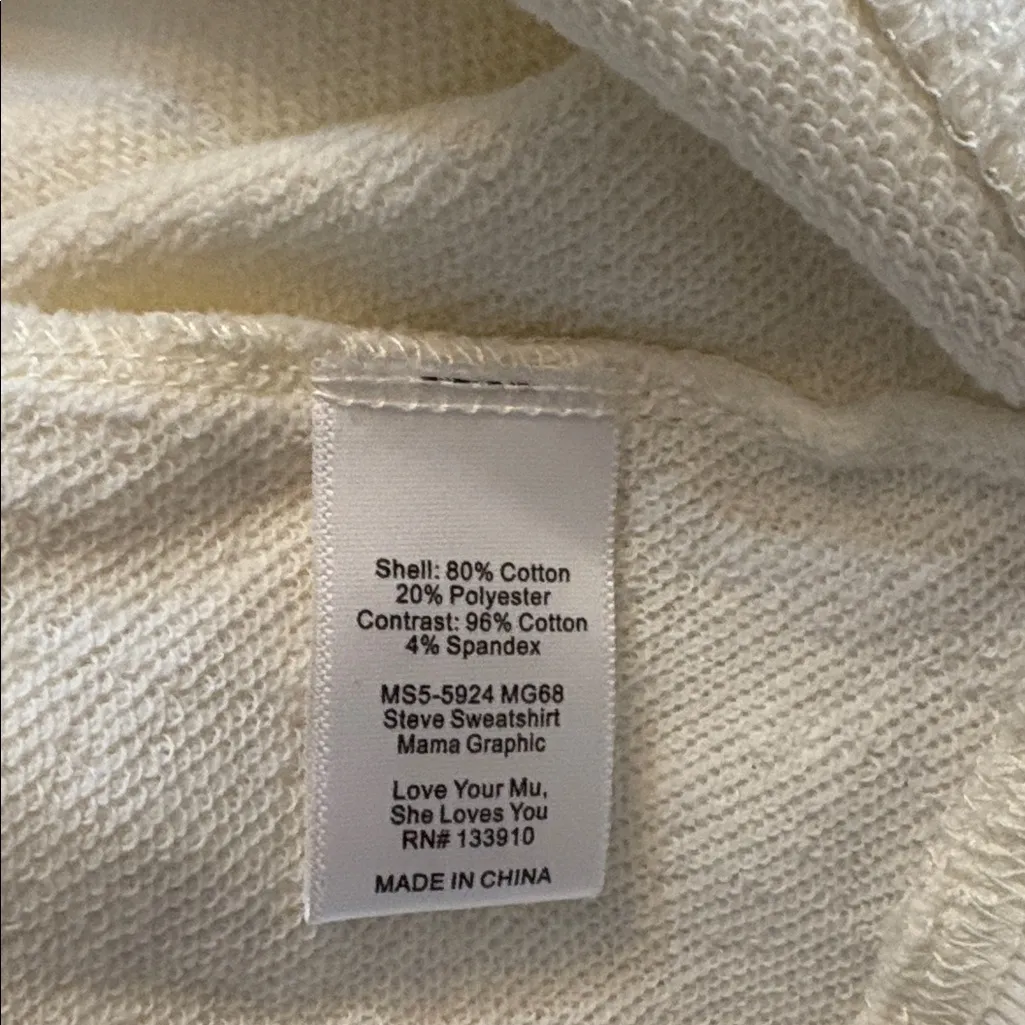 Shell: 80% Cotton
20% Polyester
Contrast: 96% Cotton
4% Spandex
MS5-5924 MG68
Steve Sweatshirt
Mama Graphic
Love Your Mu,
She Loves You
RN# 133910
MADE IN CHINA